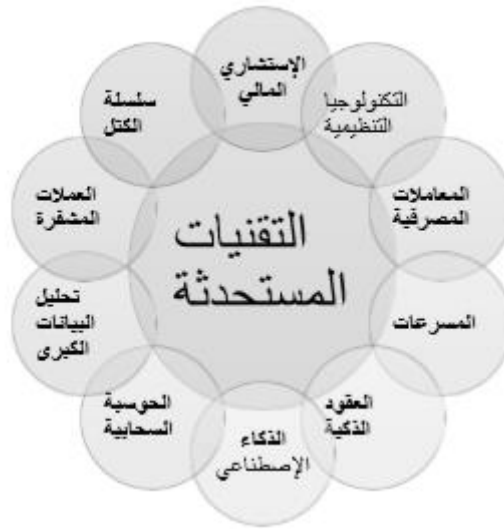 التقنيات
المستحدثة
الإستشاري
المالي
التكنولوجيا
التنظيمية
المعاملات
المصرفية
المسرعات
العقود
الذكية
الذكاء
الإصطناعي
الحوسبة
السحابية
تحليل
البيانات
الكبرى
العملات
المشفرة
سلسلة
الكتل